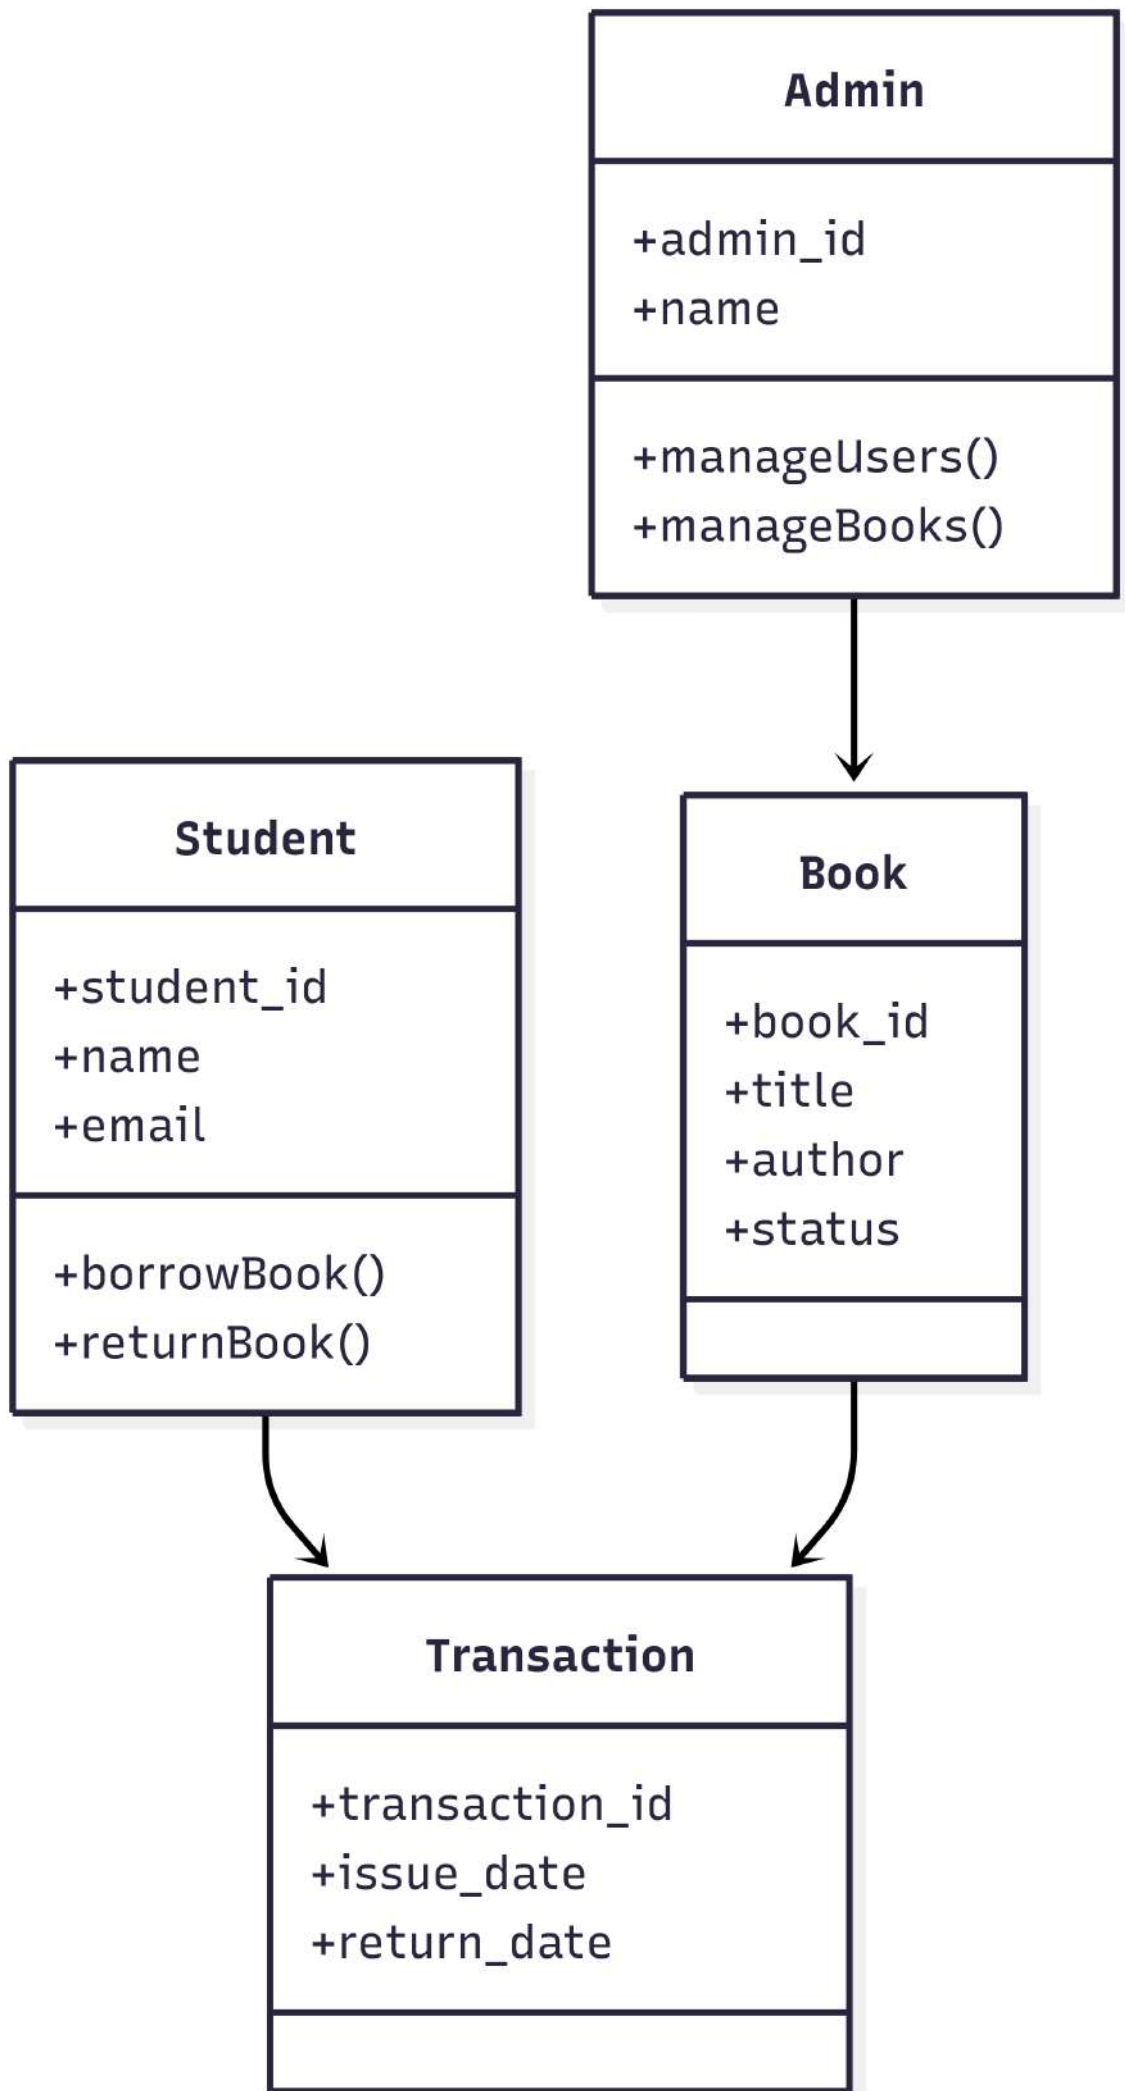 Admin
+admin_id
+name
+manageUsers()
+manageBooks()
Student
+student_id
+name
+email
+borrowBook()
+returnBook()
Book
+book_id
+title
+author
+status
Transaction
+transaction_id
+issue_date
+return_date